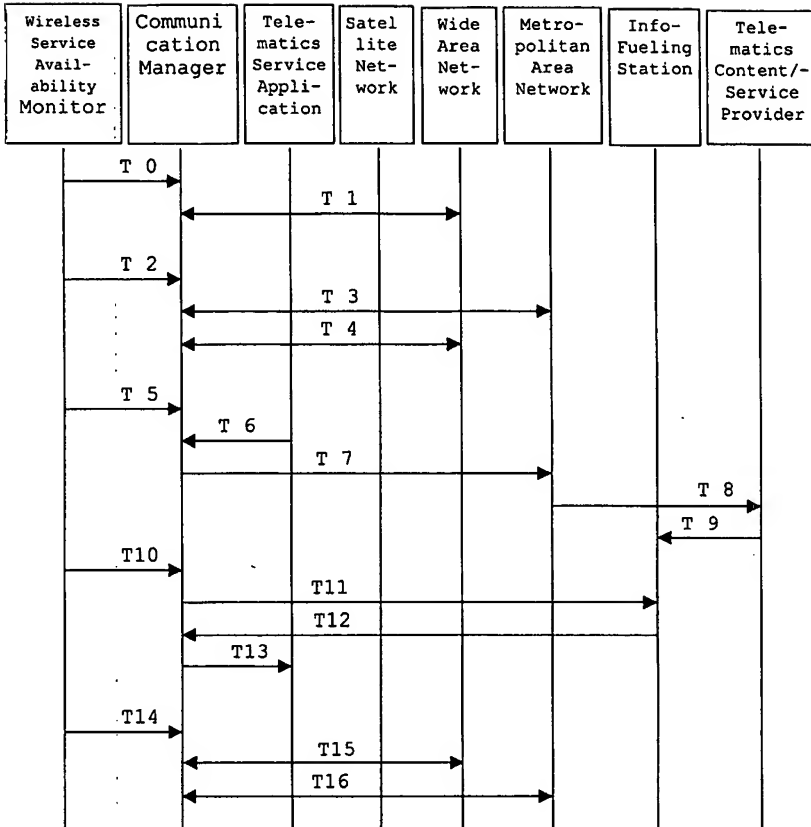 Wireless
Service
Avail-
ability
Monitor
Communi
cation
Manager
Tele-
matics
Service
Appli-
cation
Satel
lite
Net-
work
Wide
Area
Net-
work
Metro-
politan
Area
Network
Info-
Fueling
Station
Tele-
matics
Content/-
Service
Provider
T 0
T 1
T 2
T 3
T 4
T 5
T 6
T 7
T 8
T 9
T10
T11
T12
T13
T14
T15
T16